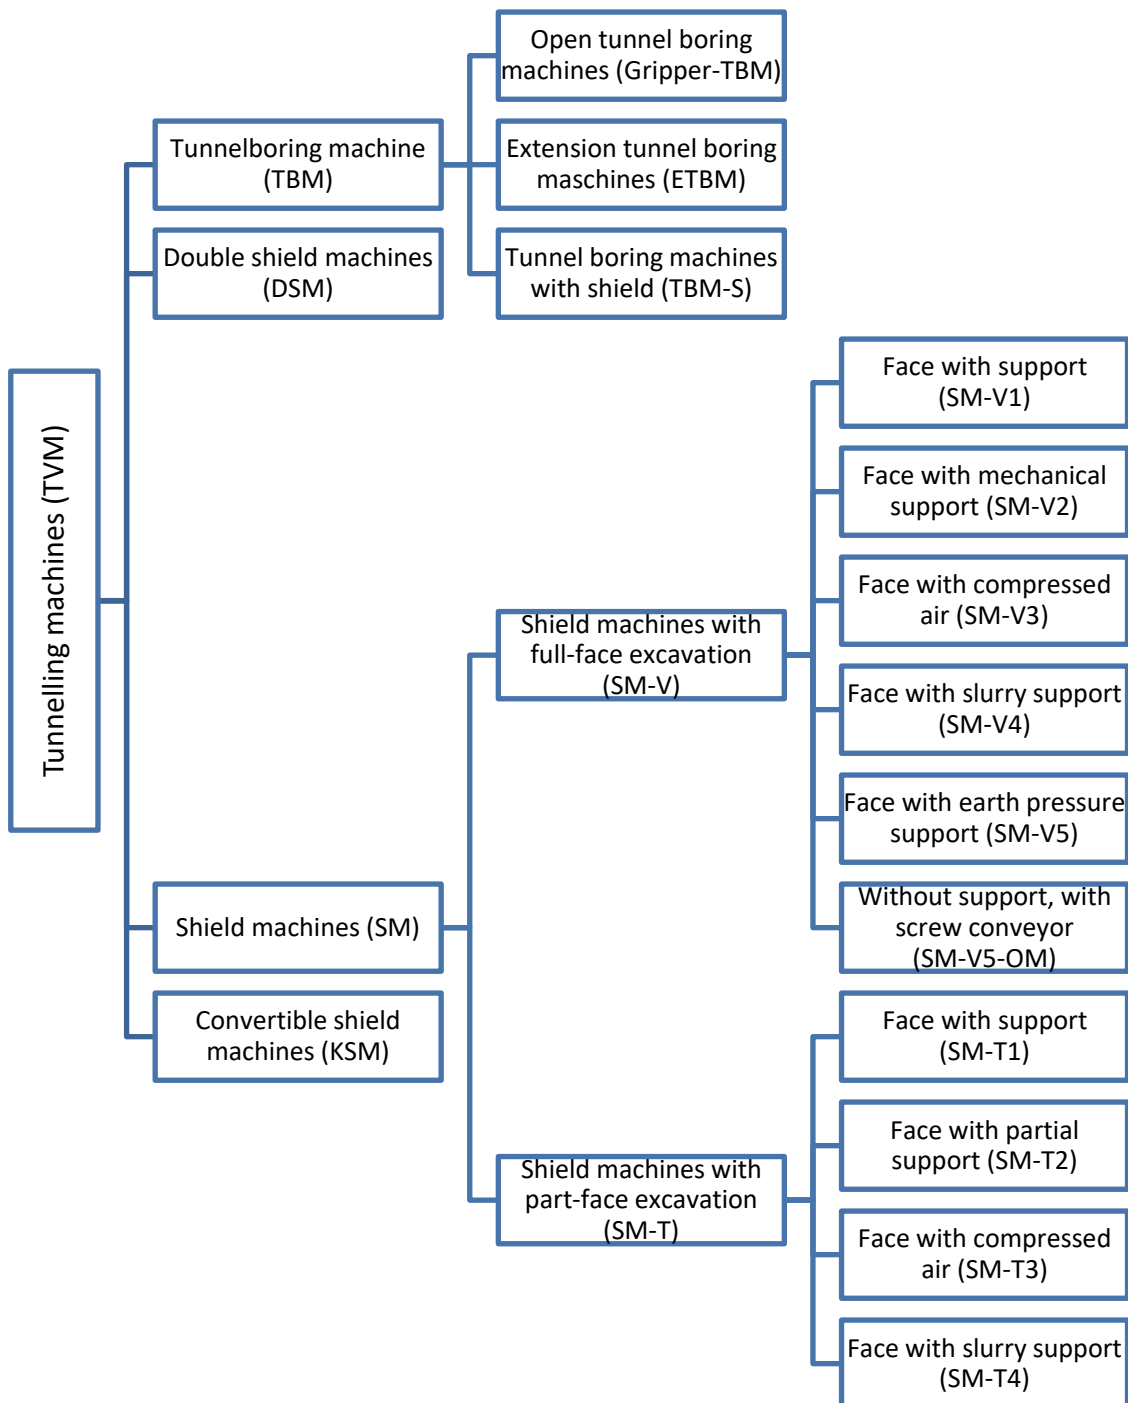 Tunnelling machines (TVM)
Tunnelboring machine
(TBM)
Open tunnel boring
machines (Gripper-TBM)
Extension tunnel boring
maschines (ETBM)
Tunnel boring machines
with shield (TBM-S)
Double shield machines
(DSM)
Shield machines (SM)
Shield machines with
full-face excavation
(SM-V)
Face with support
(SM-V1)
Face with mechanical
support (SM-V2)
Face with compressed
air (SM-V3)
Face with slurry support
(SM-V4)
Face with earth pressure
support (SM-V5)
Without support, with
screw conveyor
(SM-V5-OM)
Shield machines with
part-face excavation
(SM-T)
Face with support
(SM-T1)
Face with partial
support (SM-T2)
Face with compressed
air (SM-T3)
Face with slurry support
(SM-T4)
Convertible shield
machines (KSM)